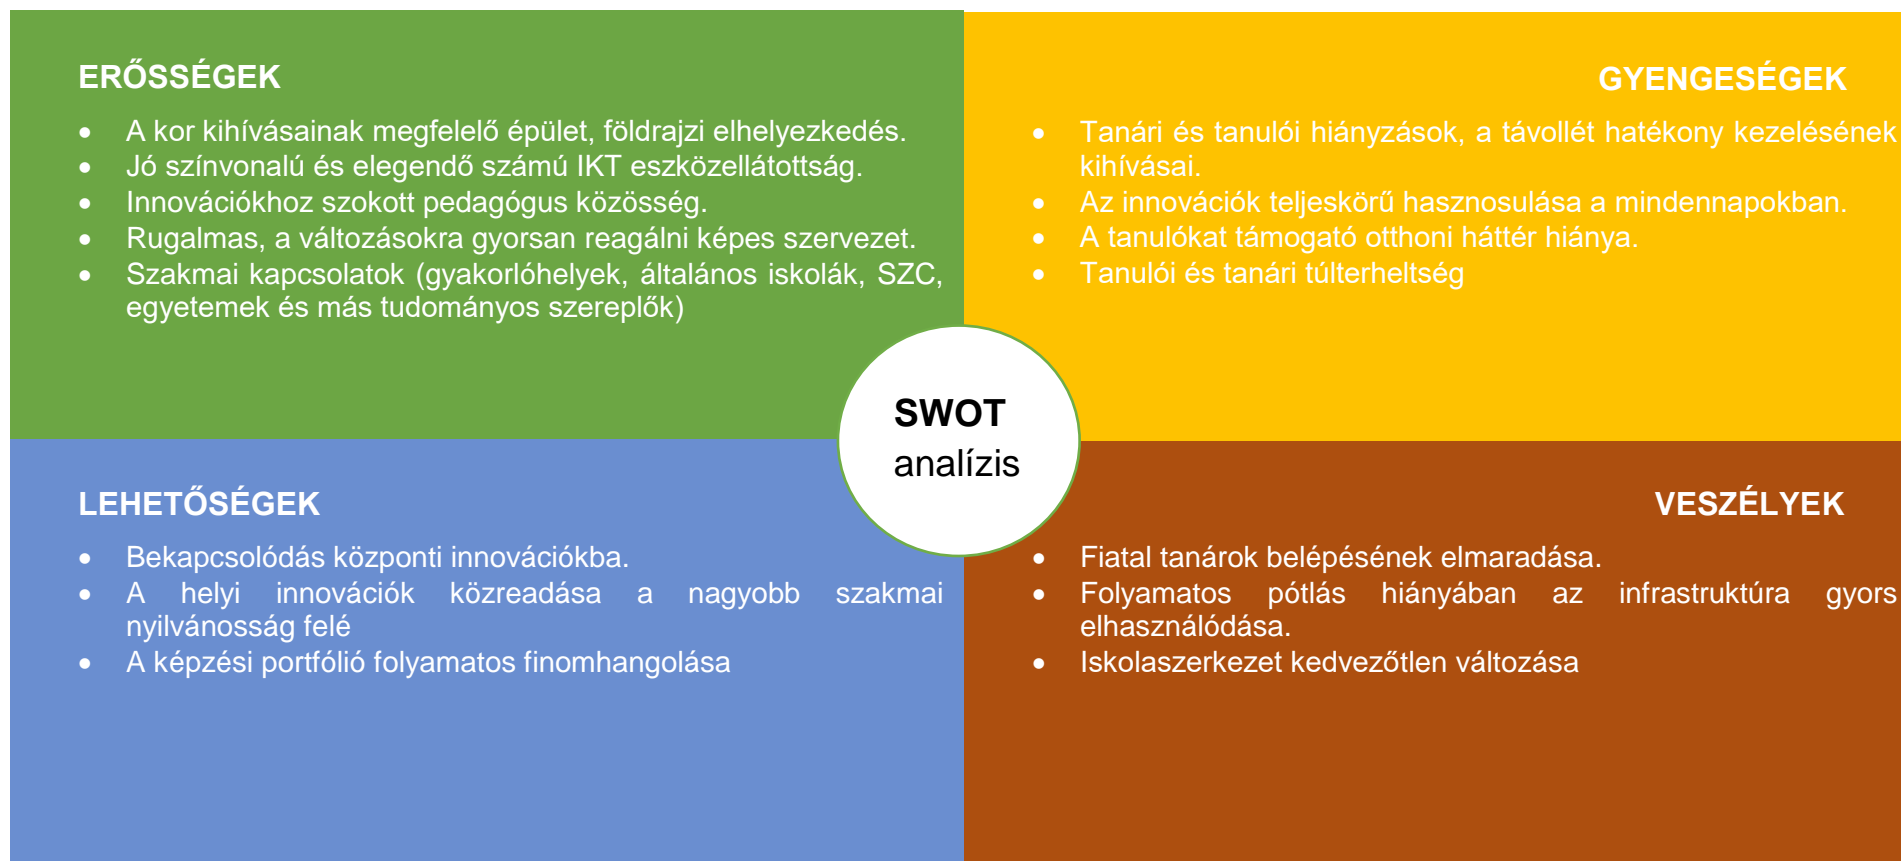 ERŐSSÉGEK
• A kor kihívásainak megfelelő épület, földrajzi elhelyezkedés.
• Jó színvonalú és elegendő számú IKT eszközellátottság.
• Innovációkhoz szokott pedagógus közösség.
• Rugalmas, a változásokra gyorsan reagálni képes szervezet.
• Szakmai kapcsolatok (gyakorlóhelyek, általános iskolák, SZC,
egyetemek és más tudományos szereplők)
GYENGESÉGEK
• Tanári és tanulói hiányzások, a távollét hatékony kezelésének
kihívásai.
• Az innovációk teljeskörű hasznosulása a mindennapokban.
• A tanulókat támogató otthoni háttér hiánya.
• Tanulói és tanári túlterheltség
SWOT
analízis
LEHETŐSÉGEK
• Bekapcsolódás központi innovációkba.
• A helyi innovációk közreadása a nagyobb szakmai
nyilvánosság felé
• A képzési portfólió folyamatos finomhangolása
VESZÉLYEK
• Fiatal tanárok belépésének elmaradása.
• Folyamatos pótlás hiányában az infrastruktúra gyors
elhasználódása.
• Iskolaszerkezet kedvezőtlen változása